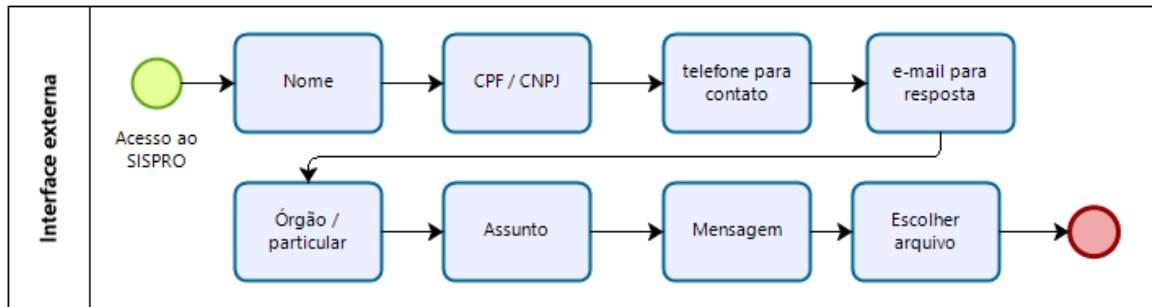 Interface externa
Acesso ao
SISPRO
Nome
CPF / CNPJ
telefone para
contato
e-mail para
resposta
Órgão /
particular
Assunto
Mensagem
Escolher
arquivo